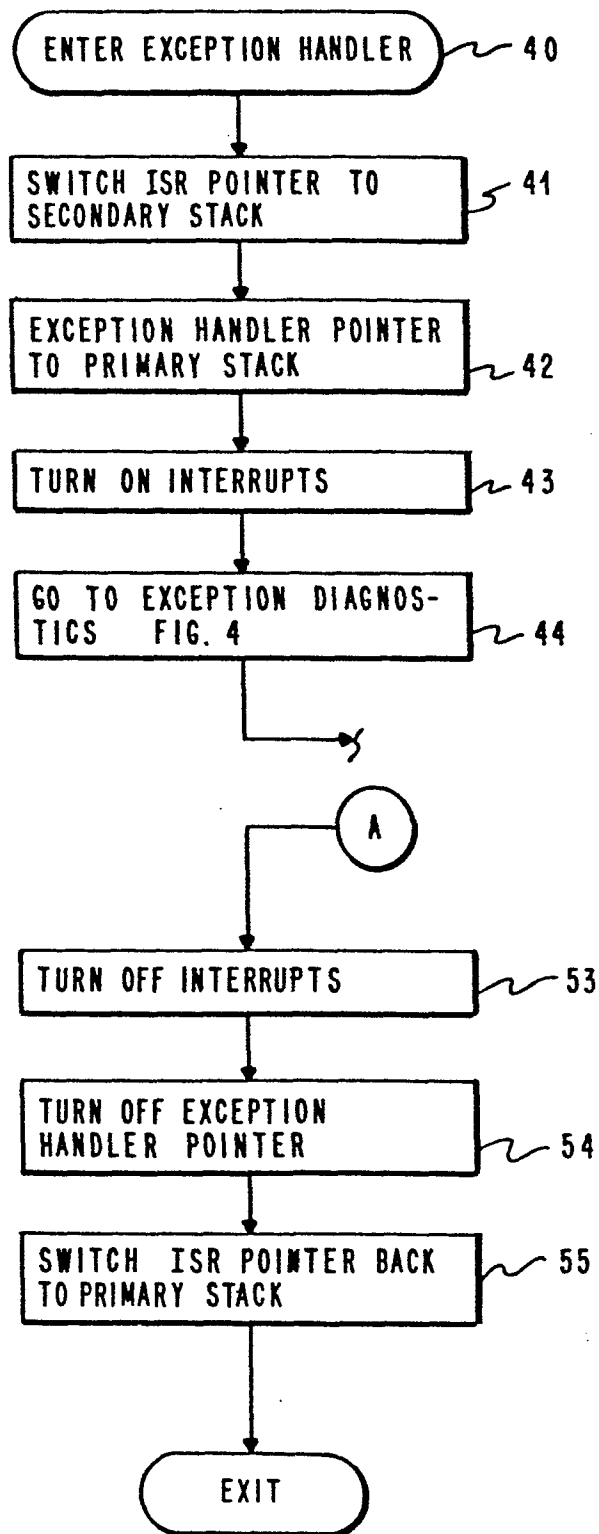 ENTER EXCEPTION HANDLER 40
SWITCH ISR POINTER TO 41
SECONDARY STACK
EXCEPTION HANDLER POINTER
TO PRIMARY STACK 42
TURN ON INTERRUPTS 43
GO TO EXCEPTION DIAGNOS-
TICS FIG. 4 44
A
TURN OFF INTERRUPTS 53
TURN OFF EXCEPTION
HANDLER POINTER 54
SWITCH ISR POINTER BACK 55
TO PRIMARY STACK
EXIT